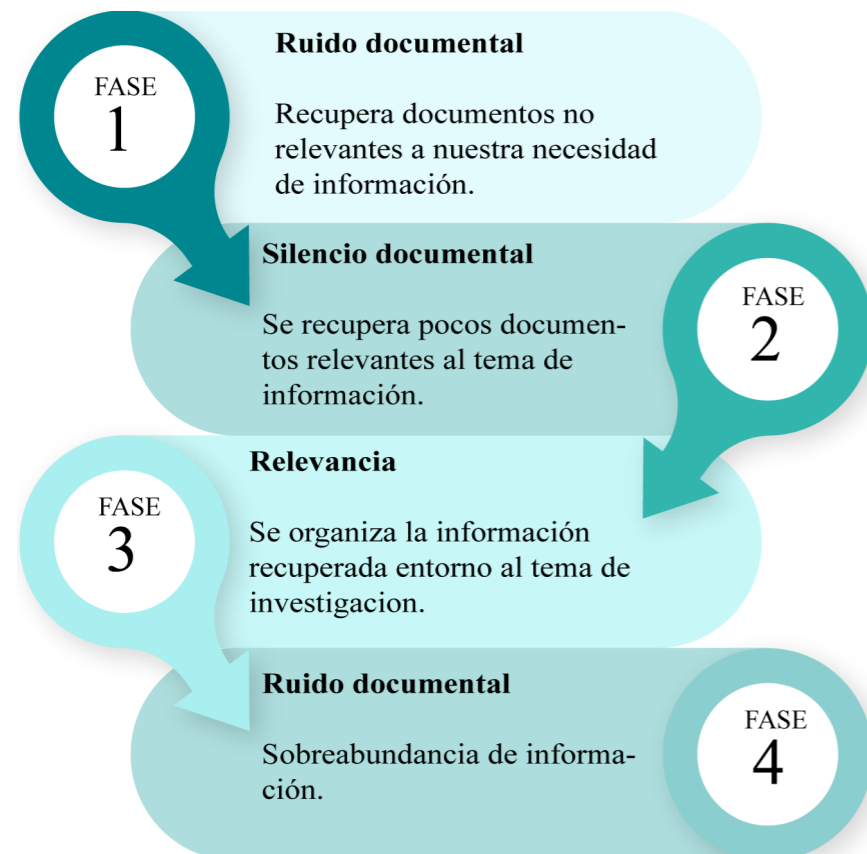 FASE
1
Ruido documental
Recupera documentos no
relevantes a nuestra necesidad
de información.
Silencio documental
Se recupera pocos documen-
tos relevantes al tema de
información.
FASE
2
FASE
3
Relevancia
Se organiza la información
recuperada entorno al tema de
investigacion.
Ruido documental
Sobreabundancia de informa-
ción.
FASE
4